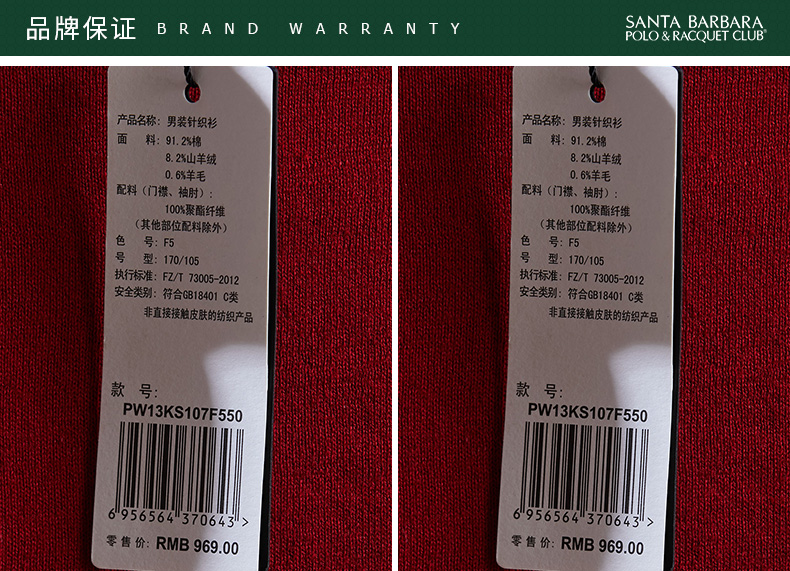 品牌保证 BRAND WARRANTY
SANTA BARBARA
POLO & RACQUET CLUB®
产品名称：男装针织衫
面 料：91.2%棉
8.2%山羊绒
0.6%羊毛
配料（门襟、袖肘）：
100%聚酯纤维
（其他部位配料除外）
色 号：F5
号 型：170/105
执行标准：FZ/T 73005-2012
安全类别：符合GB18401 C类
非直接接触皮肤的纺织产品
款 号：
PW13KS107F550
6 956564 370643 >
零售价：RMB 969.00
产品名称：男装针织衫
面 料：91.2%棉
8.2%山羊绒
0.6%羊毛
配料（门襟、袖肘）：
100%聚酯纤维
（其他部位配料除外）
色 号：F5
号 型：170/105
执行标准：FZ/T 73005-2012
安全类别：符合GB18401 C类
非直接接触皮肤的纺织产品
款 号：
PW13KS107F550
6 956564 370643 >
零售价：RMB 969.00